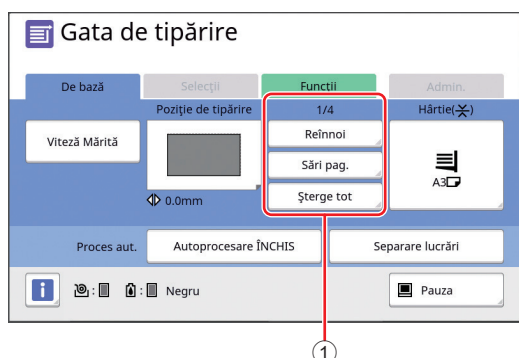 Gata de tipărire
De bază
Selecții
Funcții
Admin.
Poziție de tipărire
1/4
Hârtie( )
Viteză Mărită
Reînnoi
Sări pag.
Şterge tot
A3
0.0mm
Proces aut.
Autoprocesare ÎNCHIS
Separare lucrări
i
: : Negru
Pauza
1